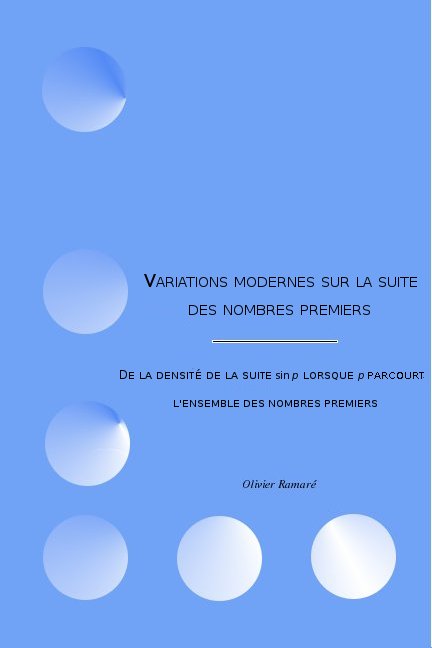 VARIATIONS MODERNES SUR LA SUITE
DES NOMBRES PREMIERS
DE LA DENSITÉ DE LA SUITE sin p LORSQUE p PARCOURT
L'ENSEMBLE DES NOMBRES PREMIERS
Olivier Ramaré